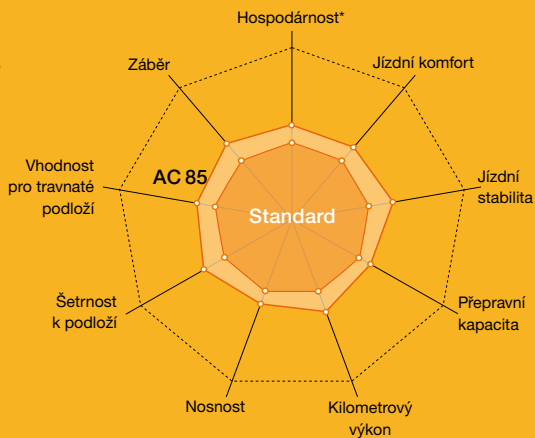 Hospodárnost*
Jízdní komfort
Záběr
Vhodnost
pro travnaté
podloží
AC 85
Jízdní
stabilita
Standard
Šetrnost
k podloží
Přepravní
kapacita
Nosnost
Kilometrový
výkon